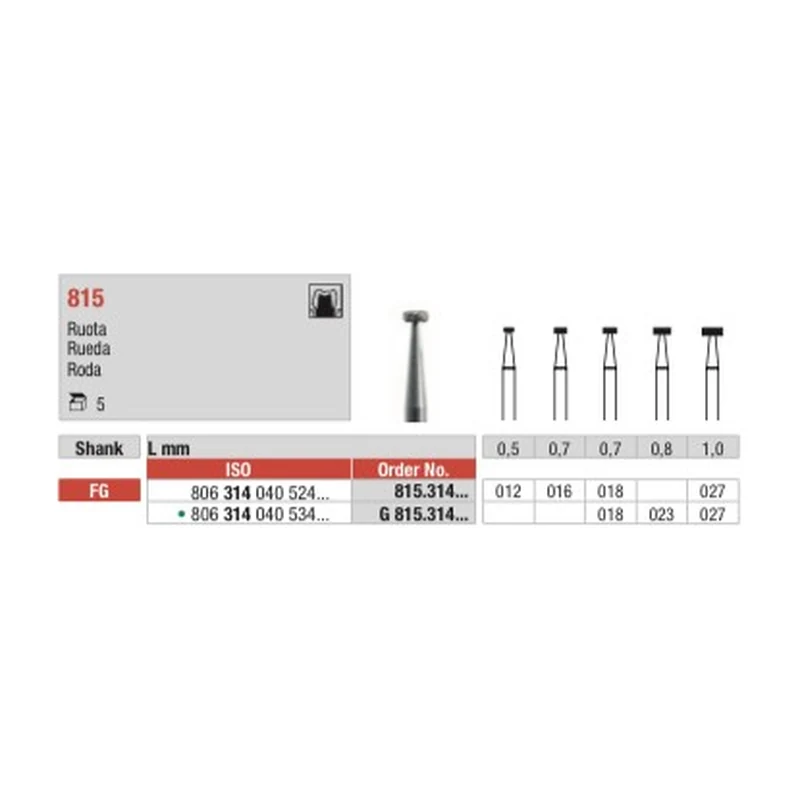 815
Ruota
Rueda
Roda
5
Shank L mm 0,5 0,7 0,7 0,8 1,0
ISO Order No.
FG 806 314 040 524... 815.314... 012 016 018 027
• 806 314 040 534... G 815.314... 018 023 027